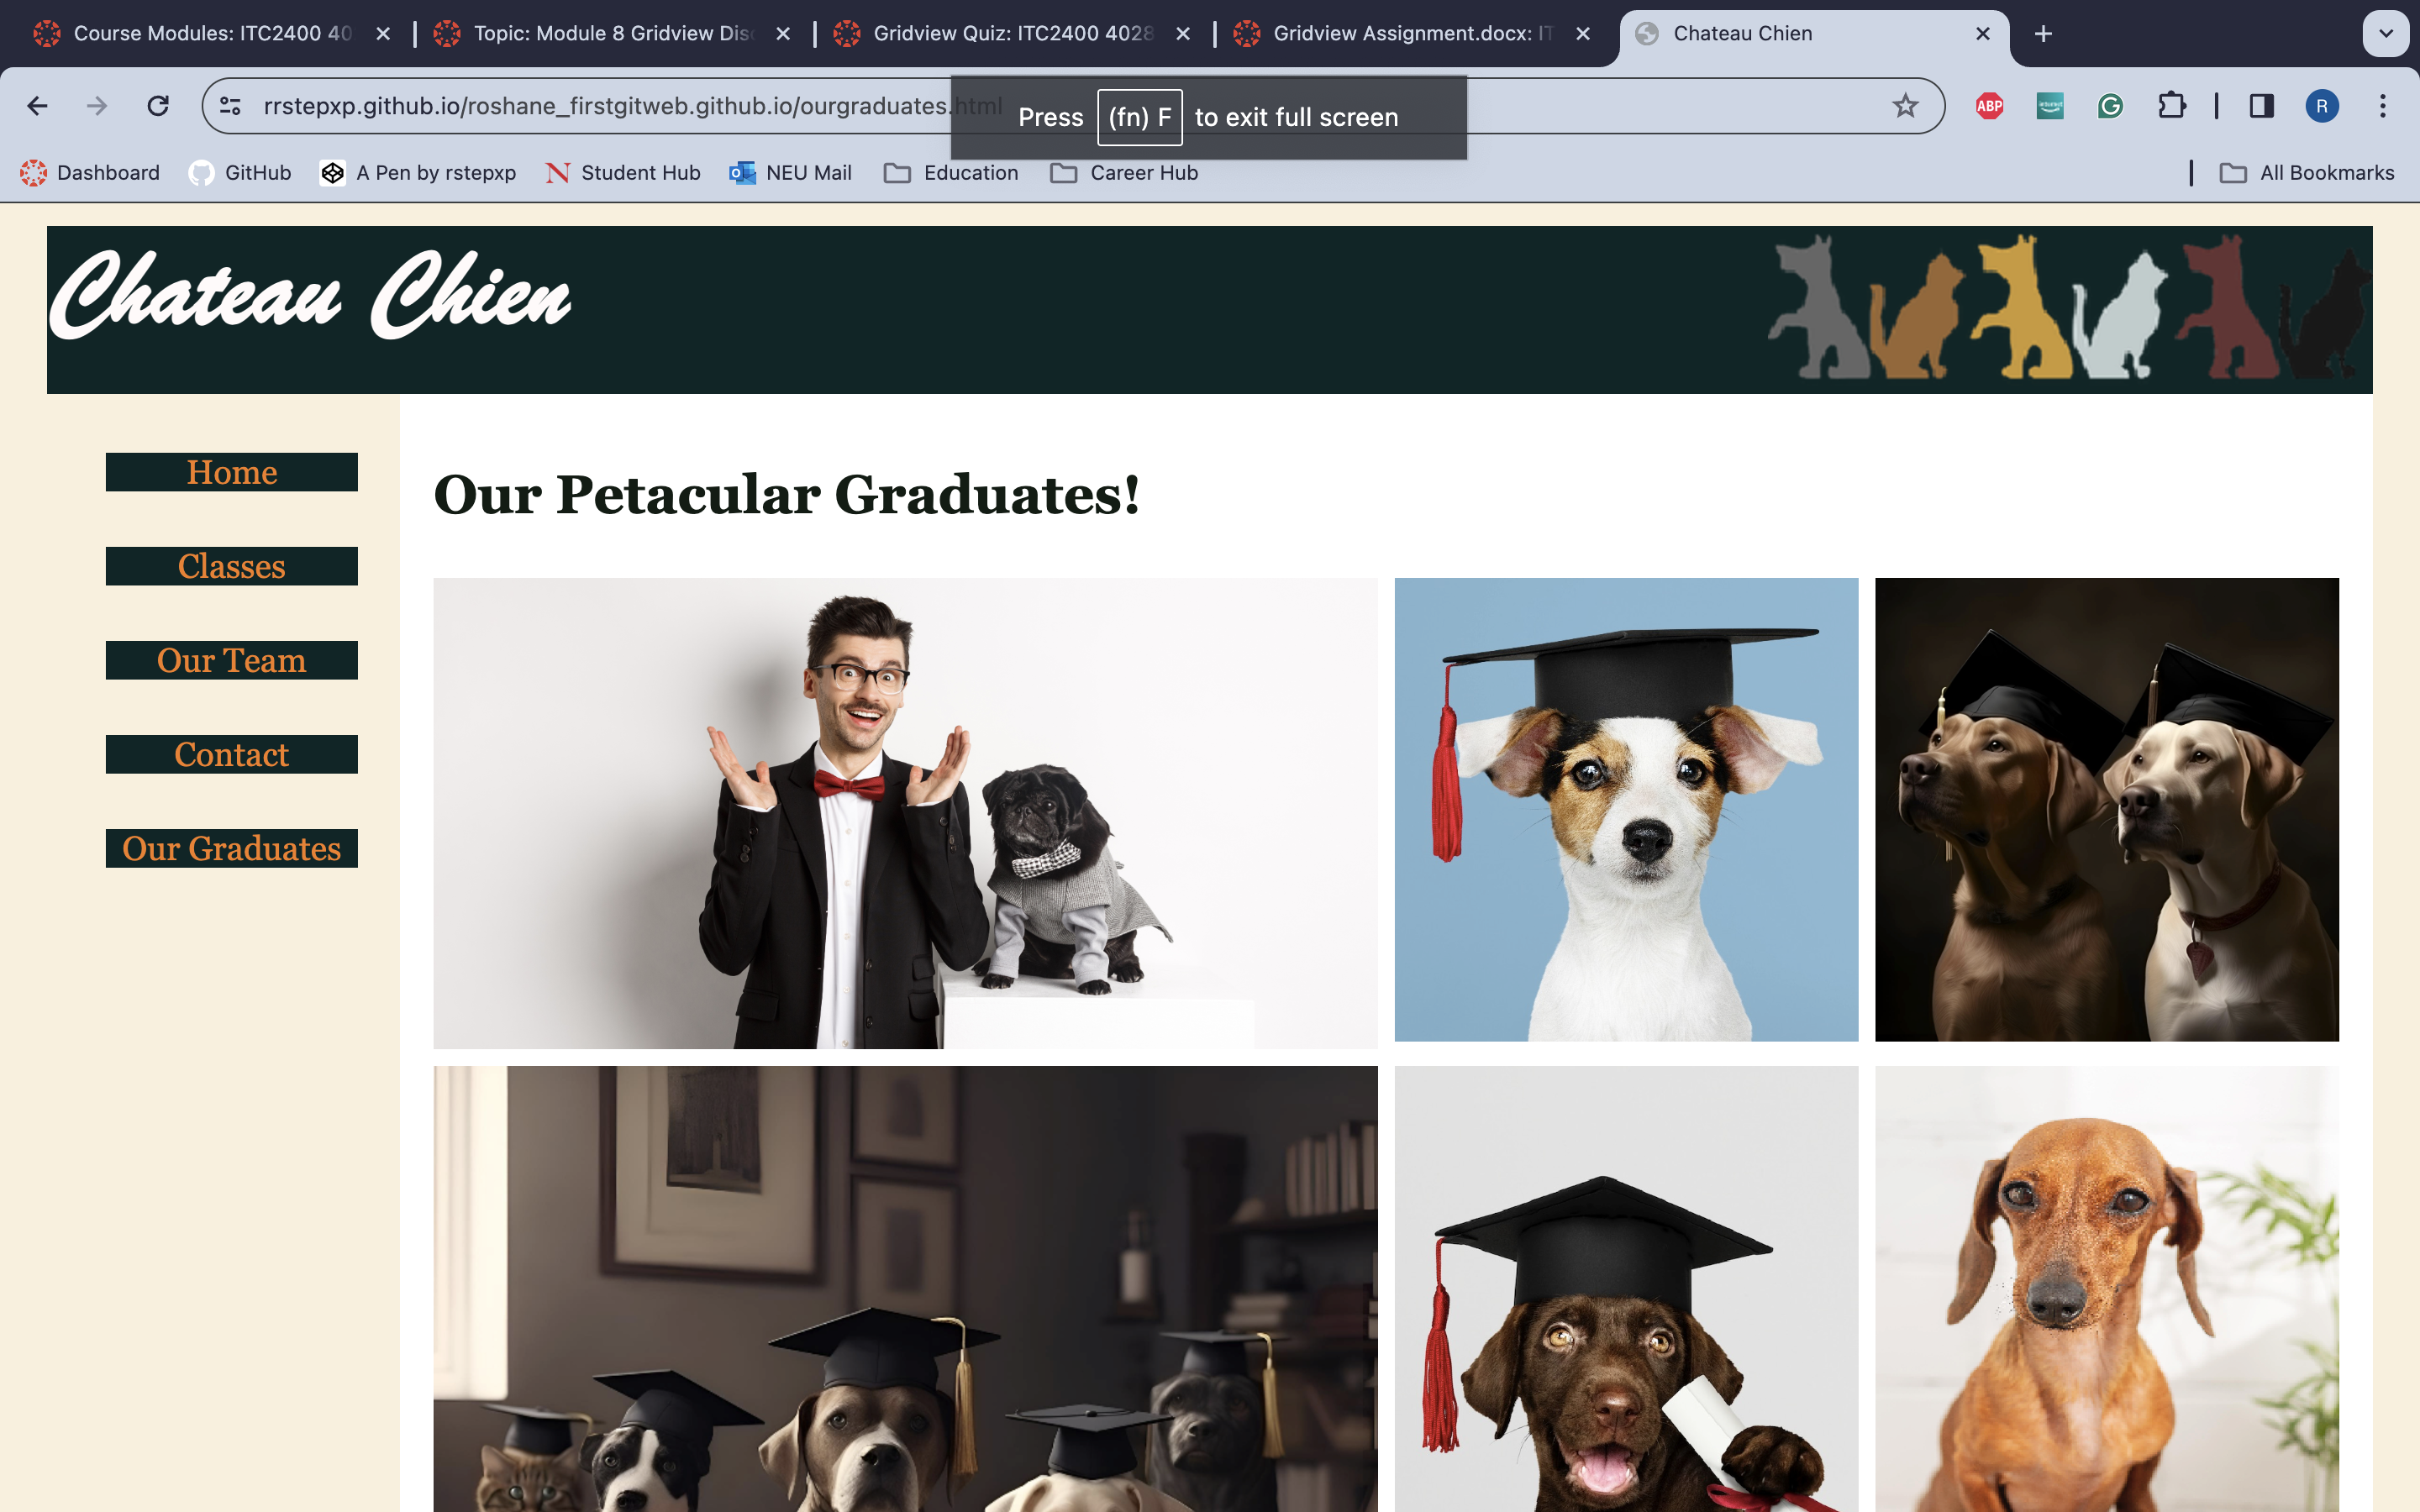 Course Modules: ITC2400 40
Topic: Module 8 Gridview Dis
Gridview Quiz: ITC2400 4028
Gridview Assignment.docx: IT
Chateau Chien
rrstepxp.github.io/roshane_firstgitweb.github.io/ourgraduates.html
Press (fn) F to exit full screen
ABP
R
Dashboard
GitHub
A Pen by rstepxp
Student Hub
NEU Mail
Education
Career Hub
All Bookmarks
Chateau Chien
Home
Classes
Our Team
Contact
Our Graduates
Our Petacular Graduates!